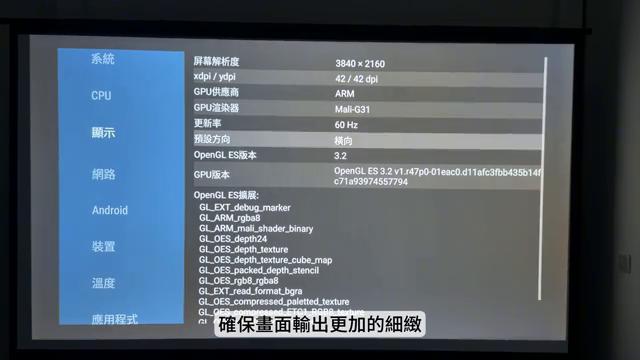 系統
CPU
顯示
網路
Android
裝置
溫度
應用程式
屏幕解析度 3840 × 2160
xdpi / ydpi 42 / 42 dpi
GPU供應商 ARM
GPU渲染器 Mali-G31
更新率 60 Hz
預設方向 橫向
OpenGL ES版本 3.2
GPU版本 OpenGL ES 3.2 v1.r47p0-01eac0.d11afc3fbb435b14f
c71a93974557794
OpenGL ES擴展:
GL_EXT_debug_marker
GL_ARM_rgba8
GL_ARM_mali_shader_binary
GL_OES_depth24
GL_OES_depth_texture
GL_OES_depth_texture_cube_map
GL_OES_packed_depth_stencil
GL_OES_rgb8_rgba8
GL_EXT_read_format_bgra
GL_OES_compressed_paletted_texture
GL_OES_compressed_ETC1_RGB8_texture
確保畫面輸出更加的細緻